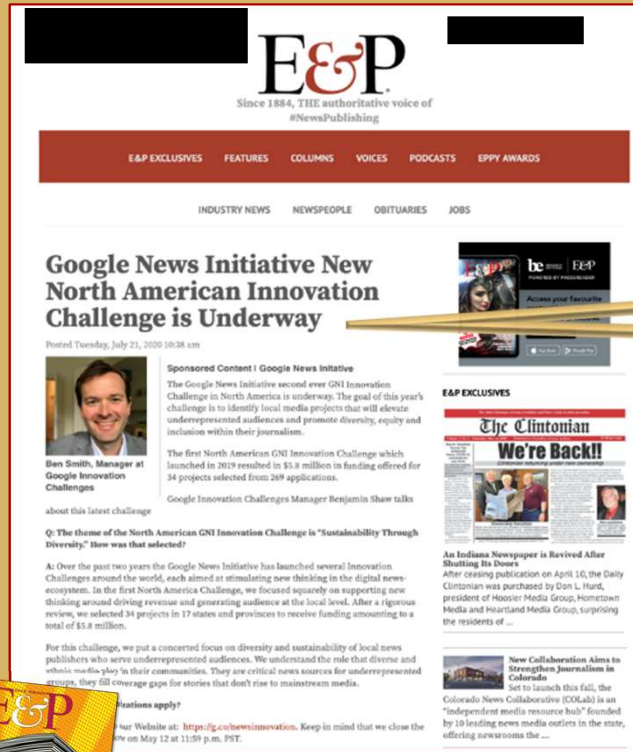 E&P
Since 1884, THE authoritative voice of
#NewsPublishing
E&P EXCLUSIVES FEATURES COLUMNS VOICES PODCASTS EPPY AWARDS
INDUSTRY NEWS NEWSPEOPLE OBITUARIES JOBS
Google News Initiative New
North American Innovation
Challenge is Underway
Posted Tuesday, July 21, 2020 10:38 am
Sponsored Content | Google News Initative
The Google News Initiative second ever GNI Innovation
Challenge in North America is underway. The goal of this year's
challenge is to identify local media projects that will elevate
underrepresented audiences and promote diversity, equity and
inclusion within their journalism.
The first North American GNI Innovation Challenge which
launched in 2019 resulted in $5.8 million in funding offered for
34 projects selected from 269 applications.
Google Innovation Challenges Manager Benjamin Shaw talks
Ben Smith, Manager at
Google Innovation
Challenges
about this latest challenge
Q: The theme of the North American GNI Innovation Challenge is "Sustainability Through
Diversity." How was that selected?
A: Over the past two years the Google News Initiative has launched several Innovation
Challenges around the world, each aimed at stimulating new thinking in the digital news-
ecosystem. In the first North America Challenge, we focused squarely on supporting new
thinking around driving revenue and generating audience at the local level. After a rigorous
review, we selected 34 projects in 17 states and provinces to receive funding amounting to a
total of $5.8 million.
For this challenge, we put a concerted focus on diversity and sustainability of local news
publishers who serve underrepresented audiences. We understand the role that diverse and
ethnic media play in their communities. They are critical news sources for underrepresented
groups, they fill coverage gaps for stories that don't rise to mainstream media.
apply?
our Website at: https://g.co/newsinnovation. Keep in mind that we close the
on May 12 at 11:59 p.m. PST.
E&P
be E&P
POWERED BY PRESSREADER
Access your favourite
App Store Google Play
E&P EXCLUSIVES
The Clintonian
We're Back!!
Clintonian returning under new ownership
An Indiana Newspaper is Revived After
Shutting Its Doors
After ceasing publication on April 10, the Daily
Clintonian was purchased by Don L. Hurd,
president of Hoosier Media Group, Hometown
Media and Heartland Media Group, surprising
the residents of ...
New Collaboration Aims to
Strengthen Journalism in
Colorado
Set to launch this fall, the
Colorado News Collaborative (COLab) is an
"independent media resource hub" founded
by 10 leading news media outlets in the state,
offering newsrooms the ...